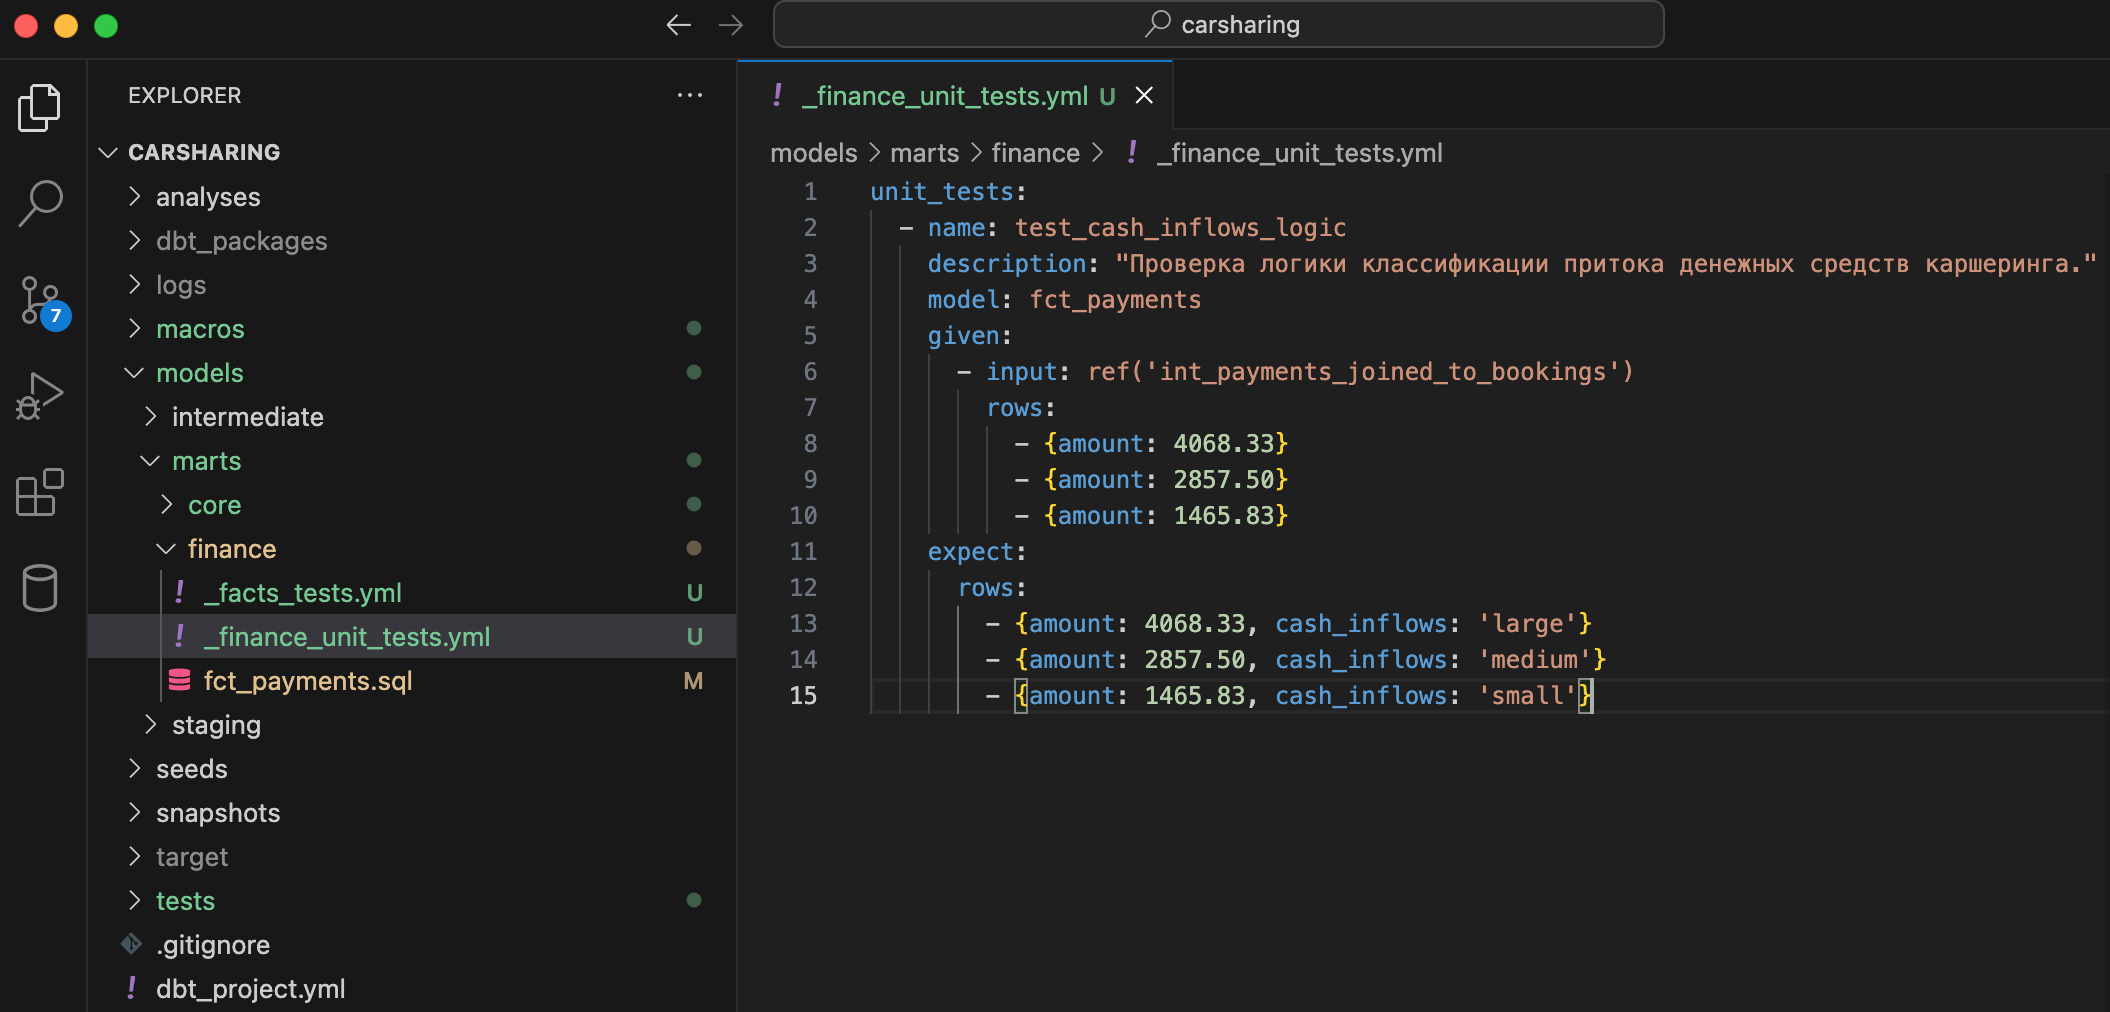 carsharing
EXPLORER
CARSHARING
analyses
dbt_packages
logs
7
macros
models
intermediate
marts
core
finance
_facts_tests.yml U
_finance_unit_tests.yml U
fct_payments.sql M
staging
seeds
snapshots
target
tests
.gitignore
! dbt_project.yml
! _finance_unit_tests.yml U
models > marts > finance > ! _finance_unit_tests.yml
1 unit_tests:
2 - name: test_cash_inflows_logic
3 description: "Проверка логики классификации притока денежных средств каршеринга."
4 model: fct_payments
5 given:
6 - input: ref('int_payments_joined_to_bookings')
7 rows:
8 - {amount: 4068.33}
9 - {amount: 2857.50}
10 - {amount: 1465.83}
11 expect:
12 rows:
13 - {amount: 4068.33, cash_inflows: 'large'}
14 - {amount: 2857.50, cash_inflows: 'medium'}
15 - {amount: 1465.83, cash_inflows: 'small'}